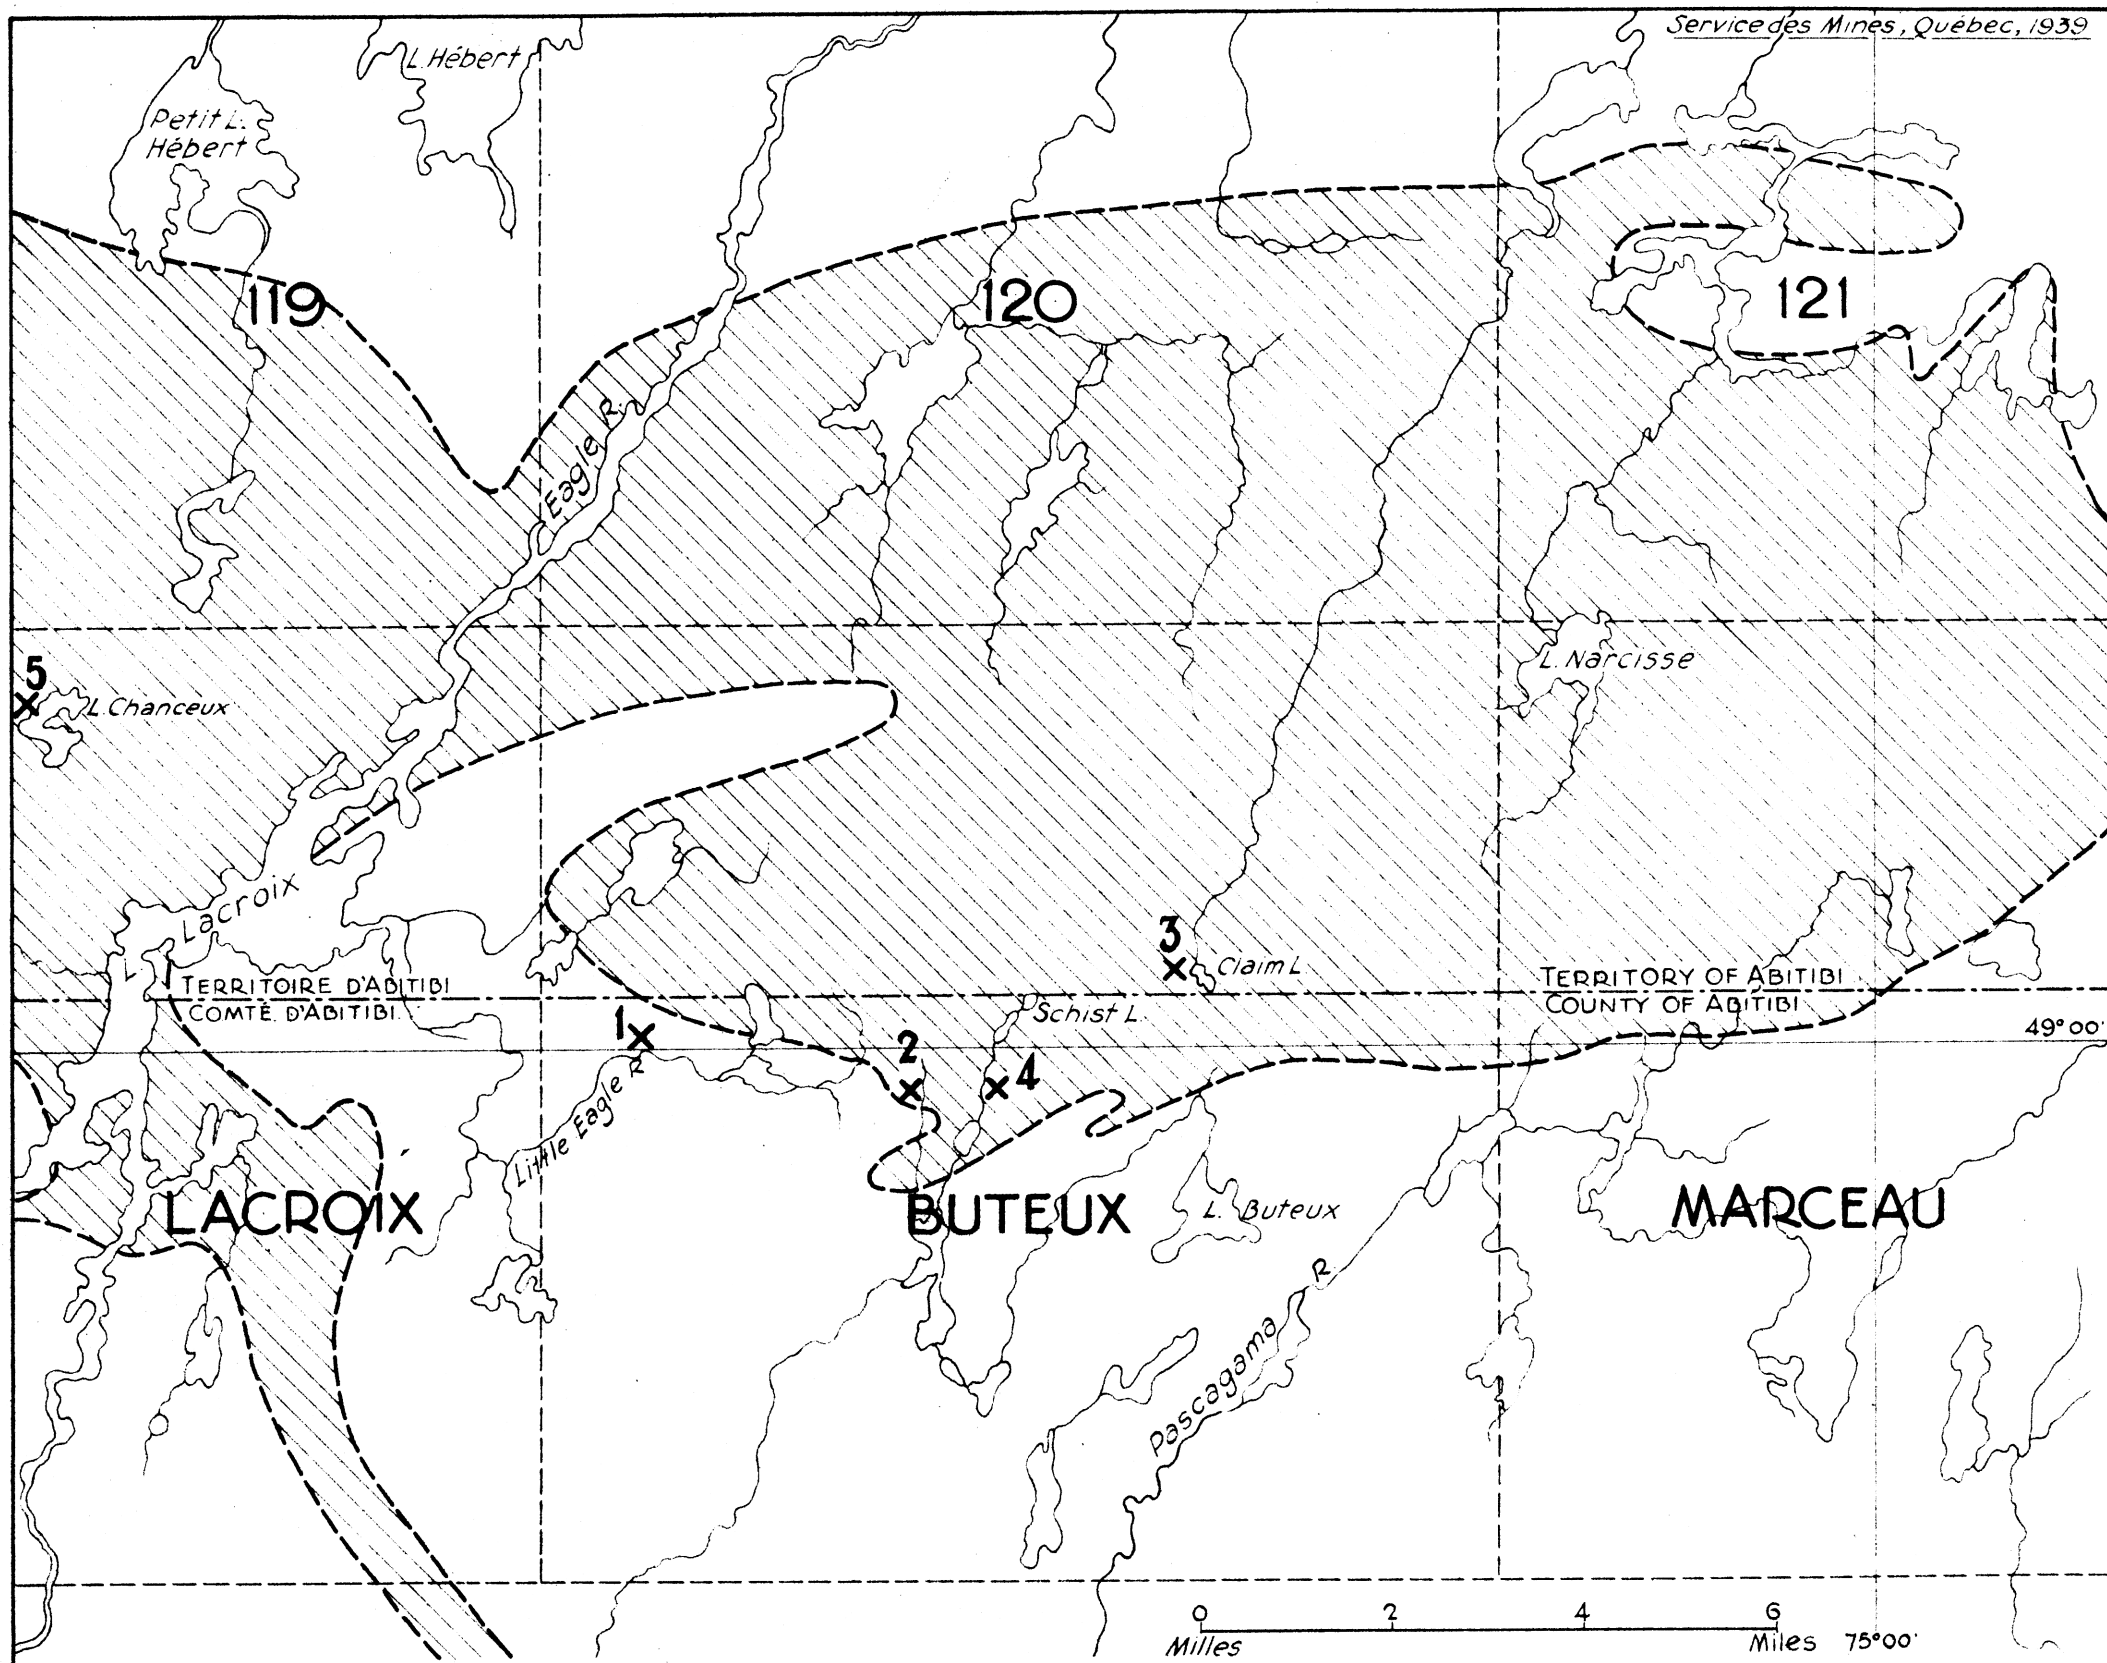 Service des Mines, Québec, 1939
L. Hébert
Petit L.
Hébert
119
120
121
Eagle R.
5
L. Chanceux
L. Narcisse
L. Lacroix
3
Claim L.
TERRITOIRE D'ABITIBI
COMTÉ D'ABITIBI
TERRITORY OF ABITIBI
COUNTY OF ABITIBI
Schist L.
1
2
4
49°00'
Little Eagle R.
LACROIX
BUTEUX
MARCEAU
L. Buteux
Pascagama R.
0 2 4 6
Milles
Miles
75°00'